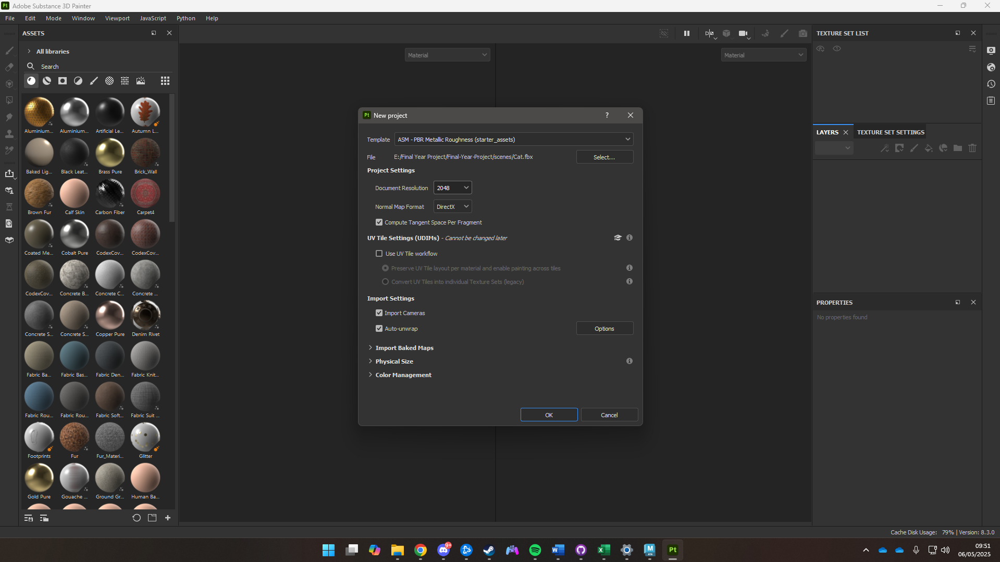 Pt Adobe Substance 3D Painter
File Edit Mode Window Viewport JavaScript Python Help
ASSETS
All libraries
Search
Aluminium... Aluminium... Artificial Le... Autumn L...
Baked Lig... Black Leat... Brass Pure Brick_Wall
Brown Fur Calf Skin Carbon Fiber Carpet4
Coated Me... Cobalt Pure CodexCov... CodexCov...
CodexCov... Concrete B... Concrete C... Concrete ...
Concrete S... Concrete S... Copper Pure Denim Rivet
Fabric Ba... Fabric Bas... Fabric Den... Fabric Knit...
Fabric Rou... Fabric Rou... Fabric Soft... Fabric Suit ...
Footprints Fur Fur_Materi... Glitter
Gold Pure Gouache ... Ground Gr... Human Ba...
Material
Material
Pt New project ?
Template ASM - PBR Metallic Roughness (starter_assets)
File E:/Final Year Project/Final-Year-Project/scenes/Cat.fbx Select...
Project Settings
Document Resolution 2048
Normal Map Format DirectX
Compute Tangent Space Per Fragment
UV Tile Settings (UDIMs) - Cannot be changed later
Use UV Tile workflow
Preserve UV Tile layout per material and enable painting across tiles
Convert UV Tiles into individual Texture Sets (legacy)
Import Settings
Import Cameras
Auto-unwrap Options
Import Baked Maps
Physical Size
Color Management
OK Cancel
TEXTURE SET LIST
LAYERS TEXTURE SET SETTINGS
PROPERTIES
No properties found
Cache Disk Usage: 79% | Version: 8.3.0
9+
Pt
09:51
06/05/2025